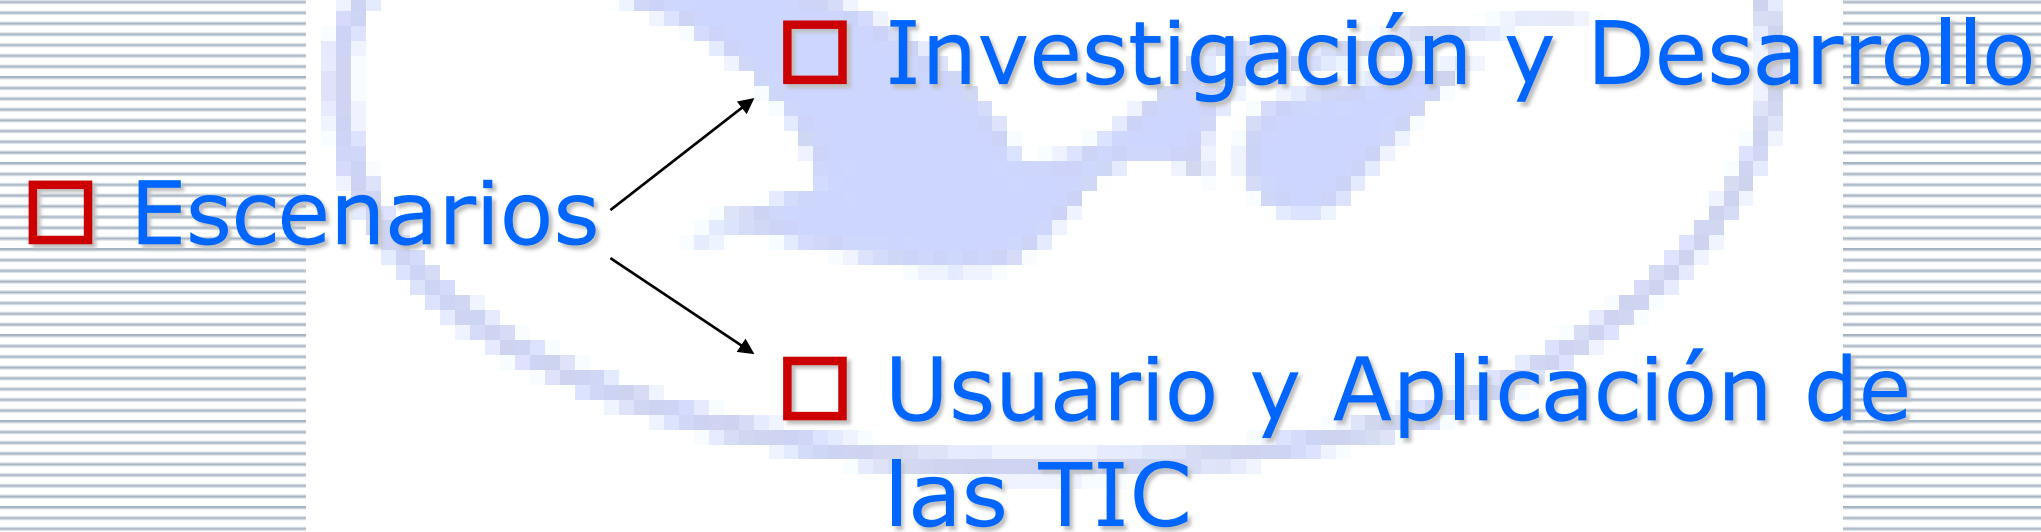 Investigación y Desarrollo
Escenarios
Usuario y Aplicación de
las TIC